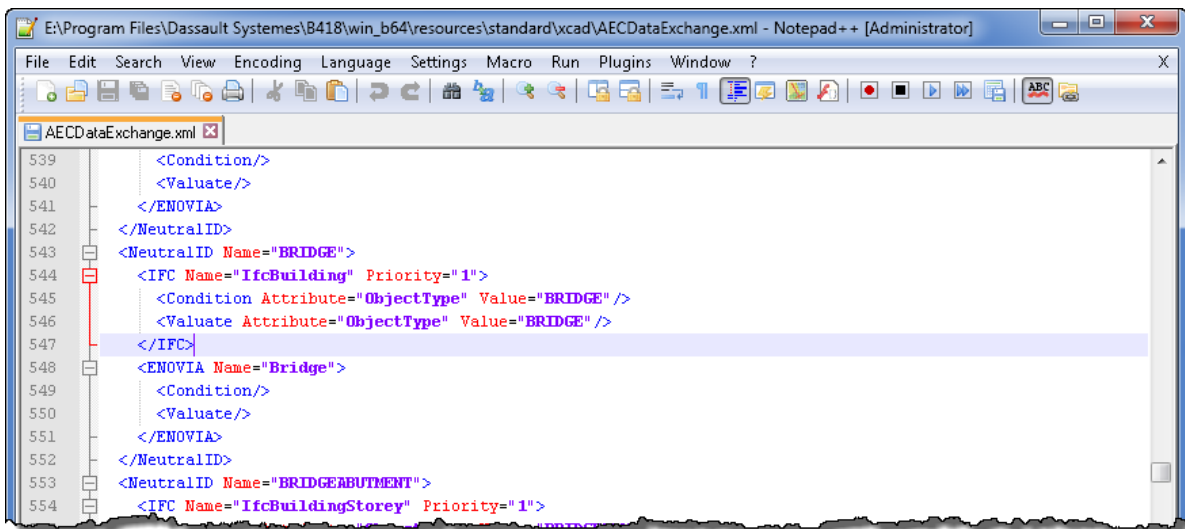 E:\Program Files\Dassault Systemes\B418\win_b64\resources\standard\xcad\AECDataExchange.xml - Notepad++ [Administrator]
File Edit Search View Encoding Language Settings Macro Run Plugins Window ? X
ABC
AECDataExchange.xml
539 <Condition/>
540 <Valuate/>
541 </ENOVIA>
542 </NeutralID>
543 <NeutralID Name="BRIDGE">
544 <IFC Name="IfcBuilding" Priority="1">
545 <Condition Attribute="ObjectType" Value="BRIDGE"/>
546 <Valuate Attribute="ObjectType" Value="BRIDGE"/>
547 </IFC>
548 <ENOVIA Name="Bridge">
549 <Condition/>
550 <Valuate/>
551 </ENOVIA>
552 </NeutralID>
553 <NeutralID Name="BRIDGEABUTMENT">
554 <IFC Name="IfcBuildingStorey" Priority="1">